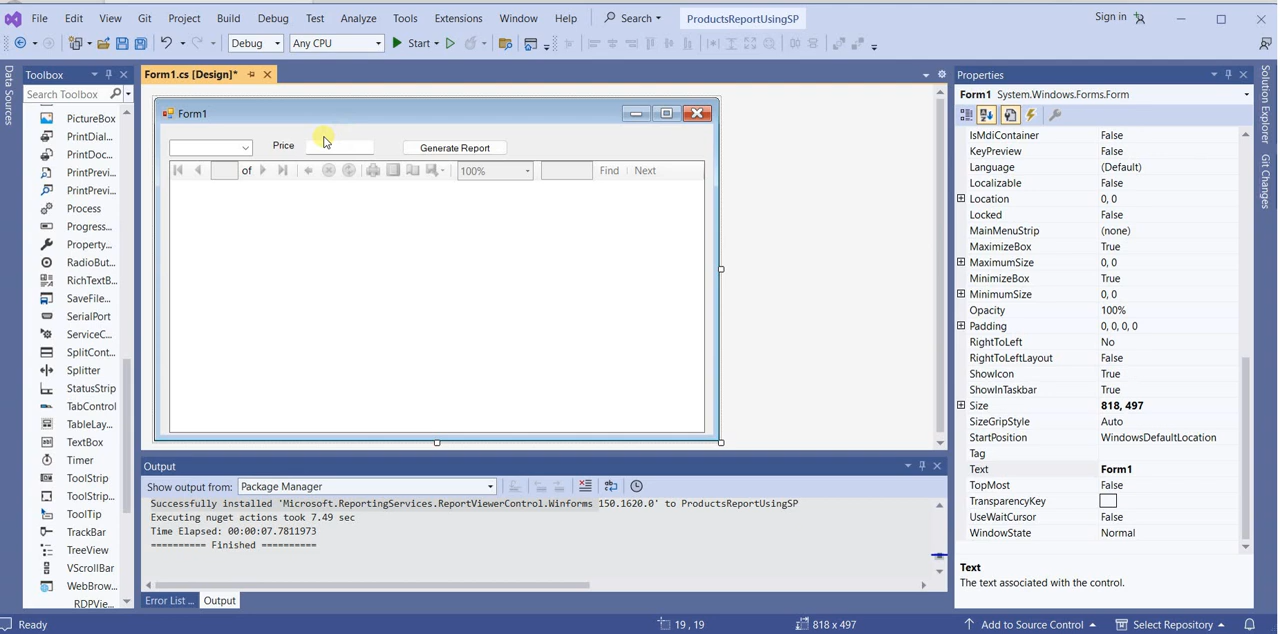 File Edit View Git Project Build Debug Test Analyze Tools Extensions Window Help Search ProductsReportUsingSP Sign in
Debug Any CPU Start
Data Sources
Toolbox
Search Toolbox
PictureBox
PrintDial...
PrintDoc...
PrintPrevi...
PrintPrevi...
Process
Progress...
Property...
RadioBut...
RichTextB...
SaveFile...
SerialPort
ServiceC...
SplitCont...
Splitter
StatusStrip
TabControl
TableLay...
TextBox
Timer
ToolStrip
ToolStrip...
ToolTip
TrackBar
TreeView
VScrollBar
WebBrow...
RDPVie...
Form1.cs [Design]*
Form1
Price Generate Report
of 100% Find Next
Output
Show output from: Package Manager
Successfully installed 'Microsoft.ReportingServices.ReportViewerControl.Winforms 150.1620.0' to ProductsReportUsingSP
Executing nuget actions took 7.49 sec
Time Elapsed: 00:00:07.7811973
========== Finished ==========
Error List ... Output
Properties
Form1 System.Windows.Forms.Form
IsMdiContainer False
KeyPreview False
Language (Default)
Localizable False
Location 0, 0
Locked False
MainMenuStrip (none)
MaximizeBox True
MaximumSize 0, 0
MinimizeBox True
MinimumSize 0, 0
Opacity 100%
Padding 0, 0, 0, 0
RightToLeft No
RightToLeftLayout False
ShowIcon True
ShowInTaskbar True
Size 818, 497
SizeGripStyle Auto
StartPosition WindowsDefaultLocation
Tag
Text Form1
TopMost False
TransparencyKey
UseWaitCursor False
WindowState Normal
Text
The text associated with the control.
Solution Explorer
Git Changes
Ready 19 , 19 818 x 497 Add to Source Control Select Repository